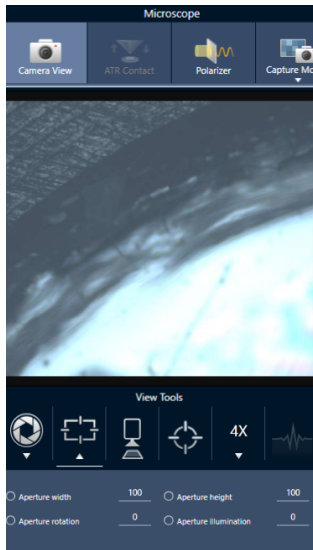 Microscope
Camera View ATR Contact Polarizer Capture Mo
View Tools
4X
Aperture width 100 Aperture height 100
Aperture rotation 0 Aperture illumination 0